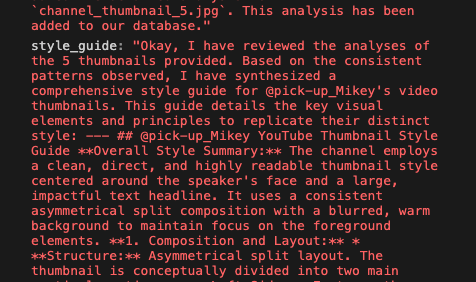 `channel_thumbnail_5.jpg`. This analysis has been
added to our database."
style_guide: "Okay, I have reviewed the analyses of
the 5 thumbnails provided. Based on the consistent
patterns observed, I have synthesized a
comprehensive style guide for @pick-up_Mikey's video
thumbnails. This guide details the key visual
elements and principles to replicate their distinct
style: --- ## @pick-up_Mikey YouTube Thumbnail Style
Guide **Overall Style Summary:** The channel employs
a clean, direct, and highly readable thumbnail style
centered around the speaker's face and a large,
impactful text headline. It uses a consistent
asymmetrical split composition with a blurred, warm
background to maintain focus on the foreground
elements. **1. Composition and Layout:** *
**Structure:** Asymmetrical split layout. The
thumbnail is conceptually divided into two main